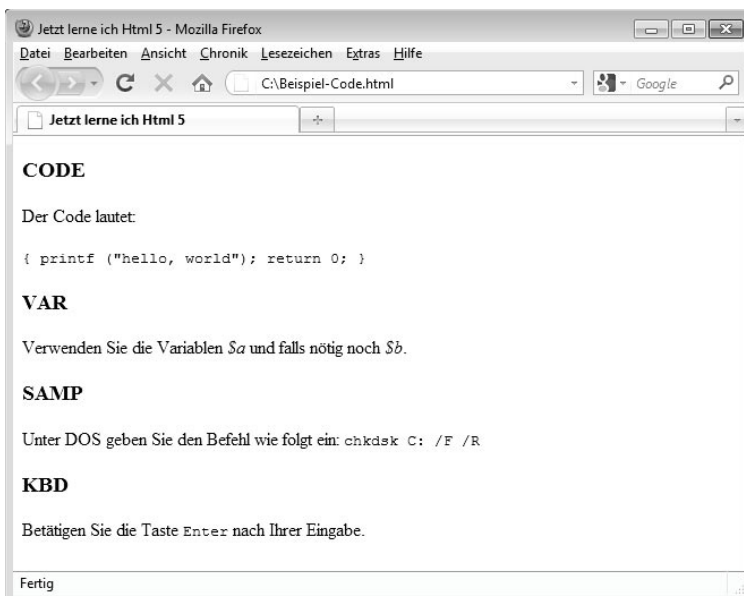 Jetzt lerne ich Html 5 - Mozilla Firefox
Datei Bearbeiten Ansicht Chronik Lesezeichen Extras Hilfe
C:\Beispiel-Code.html Google
Jetzt lerne ich Html 5
CODE
Der Code lautet:
{ printf ("hello, world"); return 0; }
VAR
Verwenden Sie die Variablen $a und falls nötig noch $b.
SAMP
Unter DOS geben Sie den Befehl wie folgt ein: chkdsk C: /F /R
KBD
Betätigen Sie die Taste Enter nach Ihrer Eingabe.
Fertig